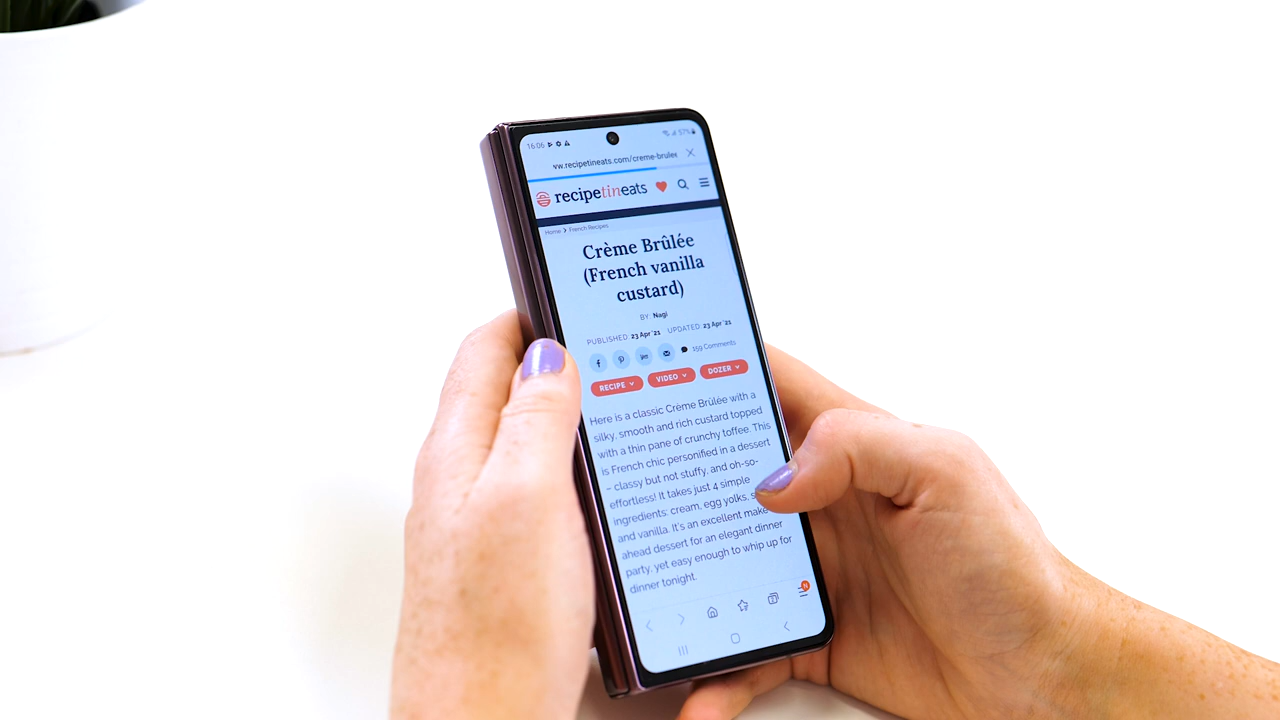 16:06 57%
vw.recipetineats.com/creme-brulee
recipetineats
Home > French Recipes
Crème Brûlée
(French vanilla
custard)
BY: Nagi
PUBLISHED: 23 Apr '21 UPDATED: 23 Apr '21
159 Comments
RECIPE VIDEO DOZER
Here is a classic Crème Brûlée with a
silky, smooth and rich custard topped
with a thin pane of crunchy toffee. This
is French chic personified in a dessert
– classy but not stuffy, and oh-so-
effortless! It takes just 4 simple
ingredients: cream, egg yolks,
and vanilla. It's an excellent make
ahead dessert for an elegant dinner
party, yet easy enough to whip up for
dinner tonight.
N